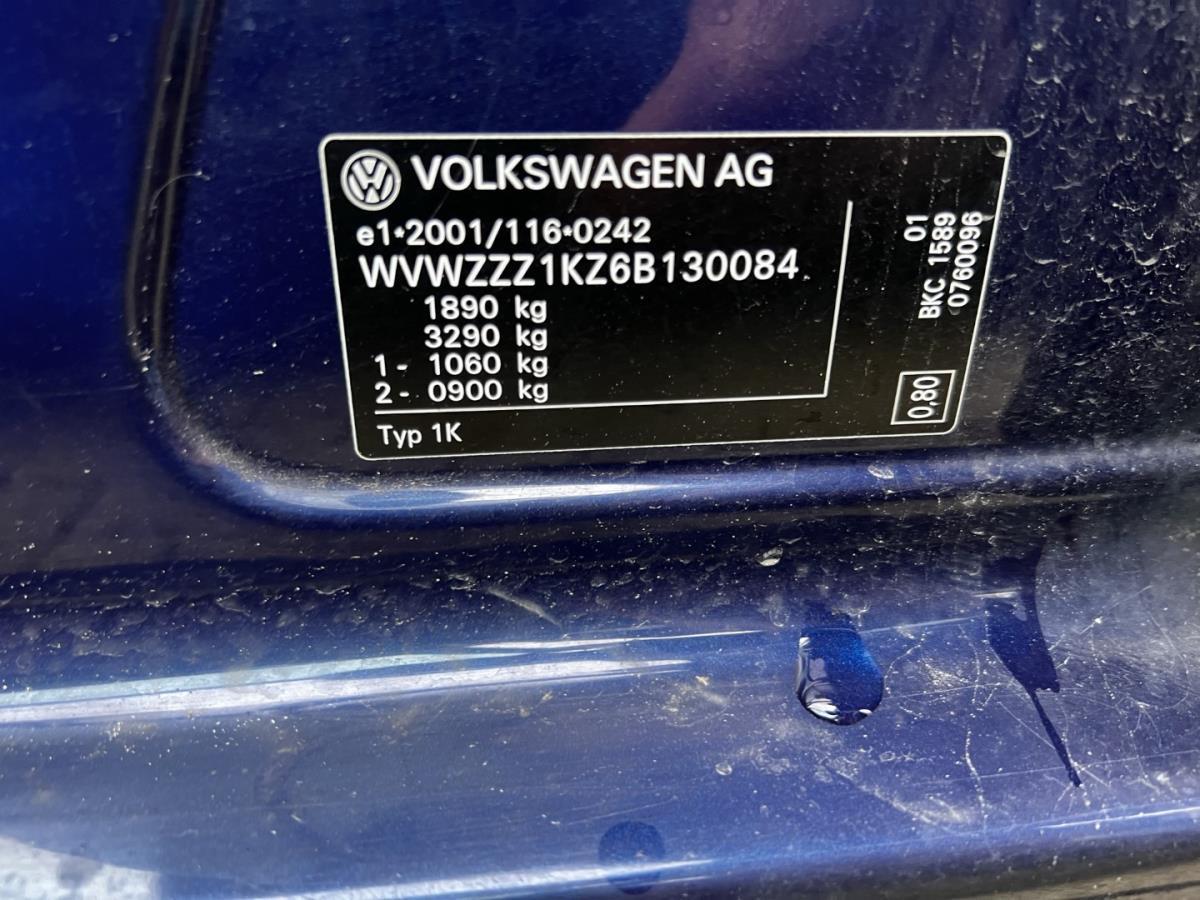 VOLKSWAGEN AG
e1*2001/116*0242
WVWZZZ1KZ6B130084
1890 kg
3290 kg
1- 1060 kg
2- 0900 kg
Typ 1K
01
BKC 1589
0760096
0,80